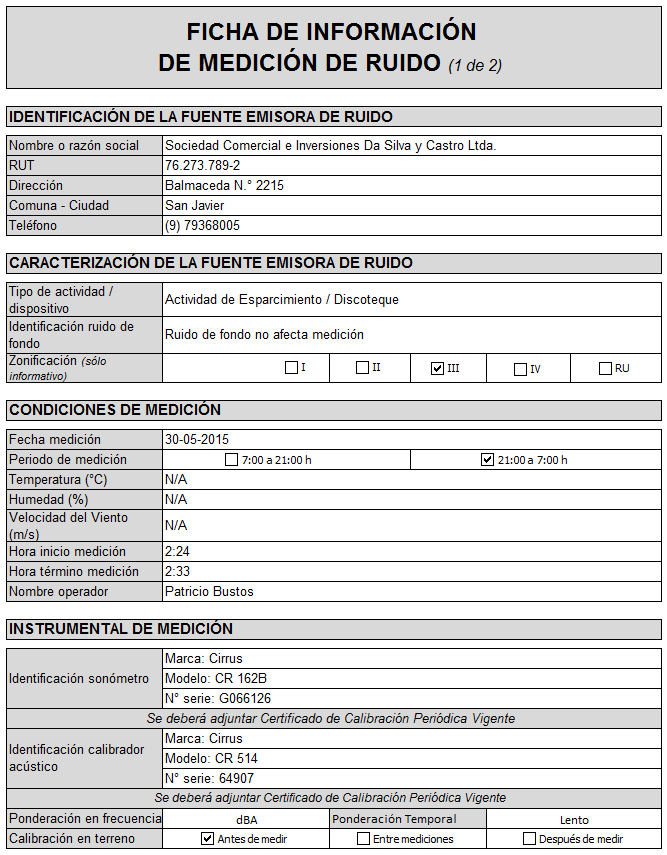 FICHA DE INFORMACIÓN
DE MEDICIÓN DE RUIDO (1 de 2)
IDENTIFICACIÓN DE LA FUENTE EMISORA DE RUIDO
Nombre o razón social Sociedad Comercial e Inversiones Da Silva y Castro Ltda.
RUT 76.273.789-2
Dirección Balmaceda N.° 2215
Comuna - Ciudad San Javier
Teléfono (9) 79368005
CARACTERIZACIÓN DE LA FUENTE EMISORA DE RUIDO
Tipo de actividad /
dispositivo Actividad de Esparcimiento / Discoteque
Identificación ruido de
fondo Ruido de fondo no afecta medición
Zonificación (sólo
informativo) I II III IV RU
CONDICIONES DE MEDICIÓN
Fecha medición 30-05-2015
Periodo de medición 7:00 a 21:00 h 21:00 a 7:00 h
Temperatura (°C) N/A
Humedad (%) N/A
Velocidad del Viento
(m/s) N/A
Hora inicio medición 2:24
Hora término medición 2:33
Nombre operador Patricio Bustos
INSTRUMENTAL DE MEDICIÓN
Identificación sonómetro Marca: Cirrus
Modelo: CR 162B
N° serie: G066126
Se deberá adjuntar Certificado de Calibración Periódica Vigente
Identificación calibrador
acústico Marca: Cirrus
Modelo: CR 514
N° serie: 64907
Se deberá adjuntar Certificado de Calibración Periódica Vigente
Ponderación en frecuencia dBA Ponderación Temporal Lento
Calibración en terreno Antes de medir Entre mediciones Después de medir